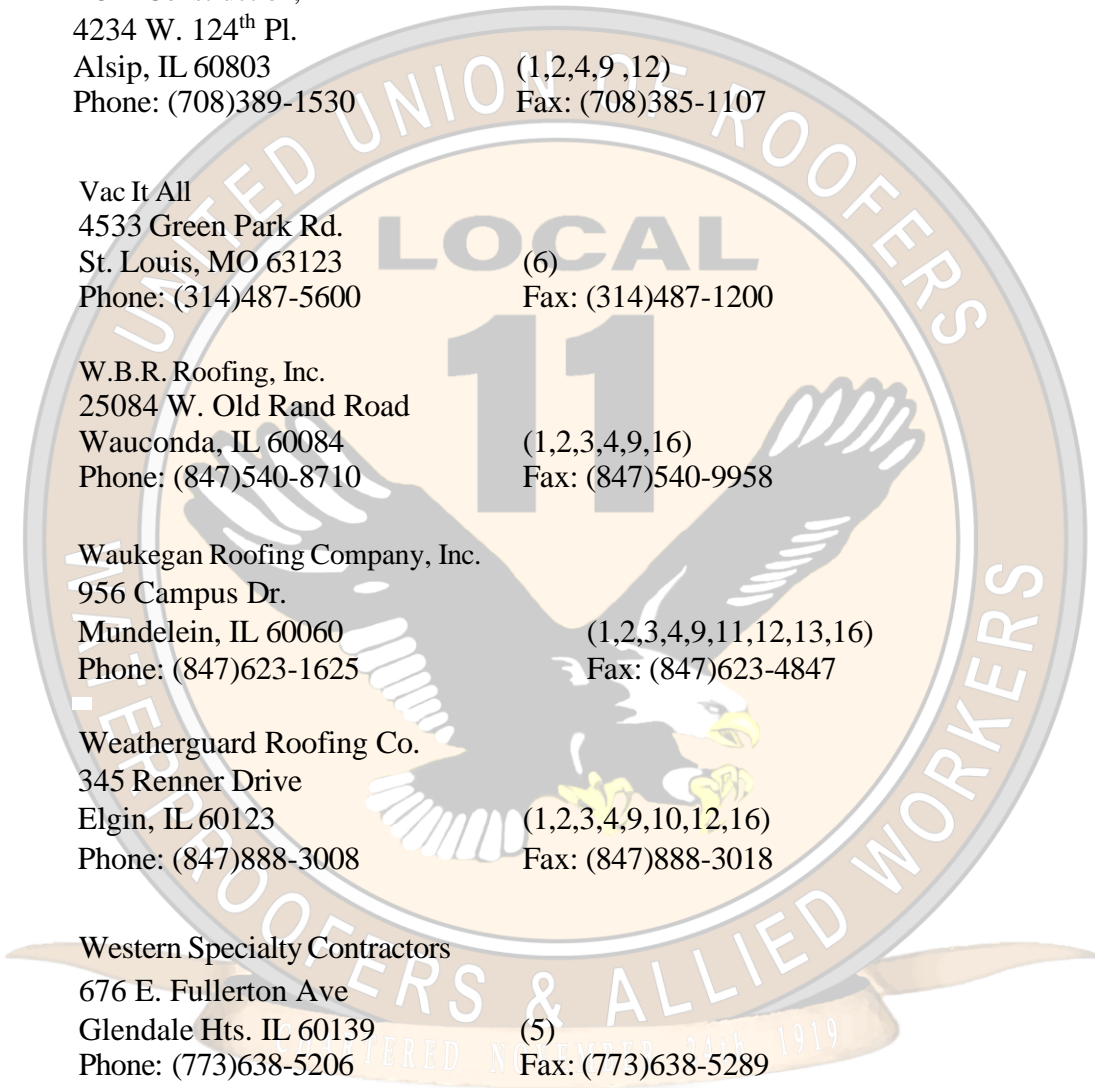 4234 W. 124th Pl.
Alsip, IL 60803 (1,2,4,9 ,12)
Phone: (708)389-1530 Fax: (708)385-1107
Vac It All
4533 Green Park Rd.
St. Louis, MO 63123 (6)
Phone: (314)487-5600 Fax: (314)487-1200
W.B.R. Roofing, Inc.
25084 W. Old Rand Road
Wauconda, IL 60084 (1,2,3,4,9,16)
Phone: (847)540-8710 Fax: (847)540-9958
Waukegan Roofing Company, Inc.
956 Campus Dr.
Mundelein, IL 60060 (1,2,3,4,9,11,12,13,16)
Phone: (847)623-1625 Fax: (847)623-4847
Weatherguard Roofing Co.
345 Renner Drive
Elgin, IL 60123 (1,2,3,4,9,10,12,16)
Phone: (847)888-3008 Fax: (847)888-3018
Western Specialty Contractors
676 E. Fullerton Ave
Glendale Hts. IL 60139 (5)
Phone: (773)638-5206 Fax: (773)638-5289
UNITED UNION OF ROOFERS
LOCAL
11
WATERPROOFERS & ALLIED WORKERS
CHARTERED NOVEMBER 24th 1919